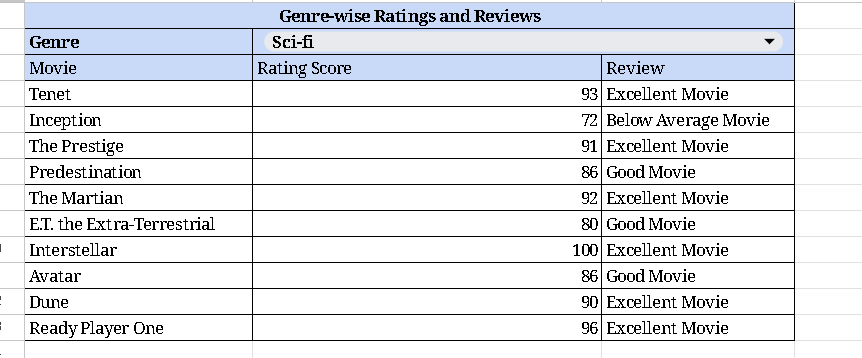 Genre-wise Ratings and Reviews
Genre Sci-fi
Movie Rating Score Review
Tenet 93 Excellent Movie
Inception 72 Below Average Movie
The Prestige 91 Excellent Movie
Predestination 86 Good Movie
The Martian 92 Excellent Movie
E.T. the Extra-Terrestrial 80 Good Movie
Interstellar 100 Excellent Movie
Avatar 86 Good Movie
Dune 90 Excellent Movie
Ready Player One 96 Excellent Movie